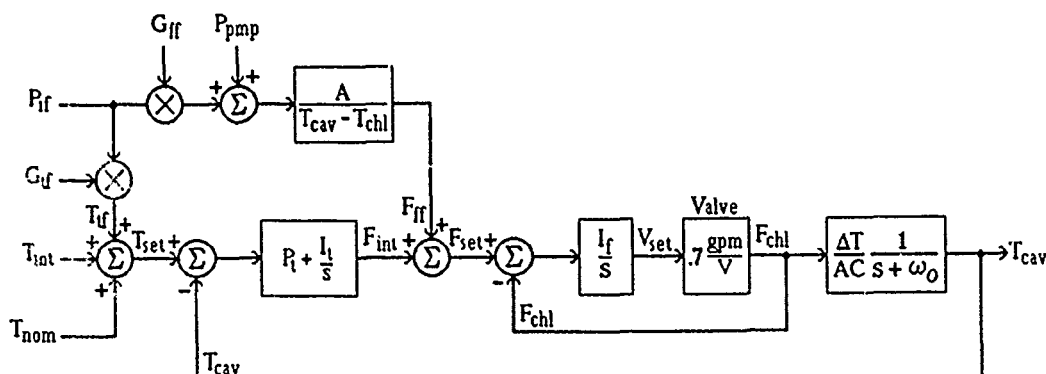 G_ff
P_pmp
P_if
+
+
Σ
A
T_cav - T_chl
G_tf
T_tf
F_ff
Valve
T_int
+
+
+
Σ
T_set
+
-
Σ
P_t + I_t/s
F_int
+
+
Σ
F_set
+
-
Σ
I_f/s
V_set
.7 gpm/V
F_chl
ΔT/AC 1/(s + ω_O)
T_cav
F_chl
T_nom
T_cav